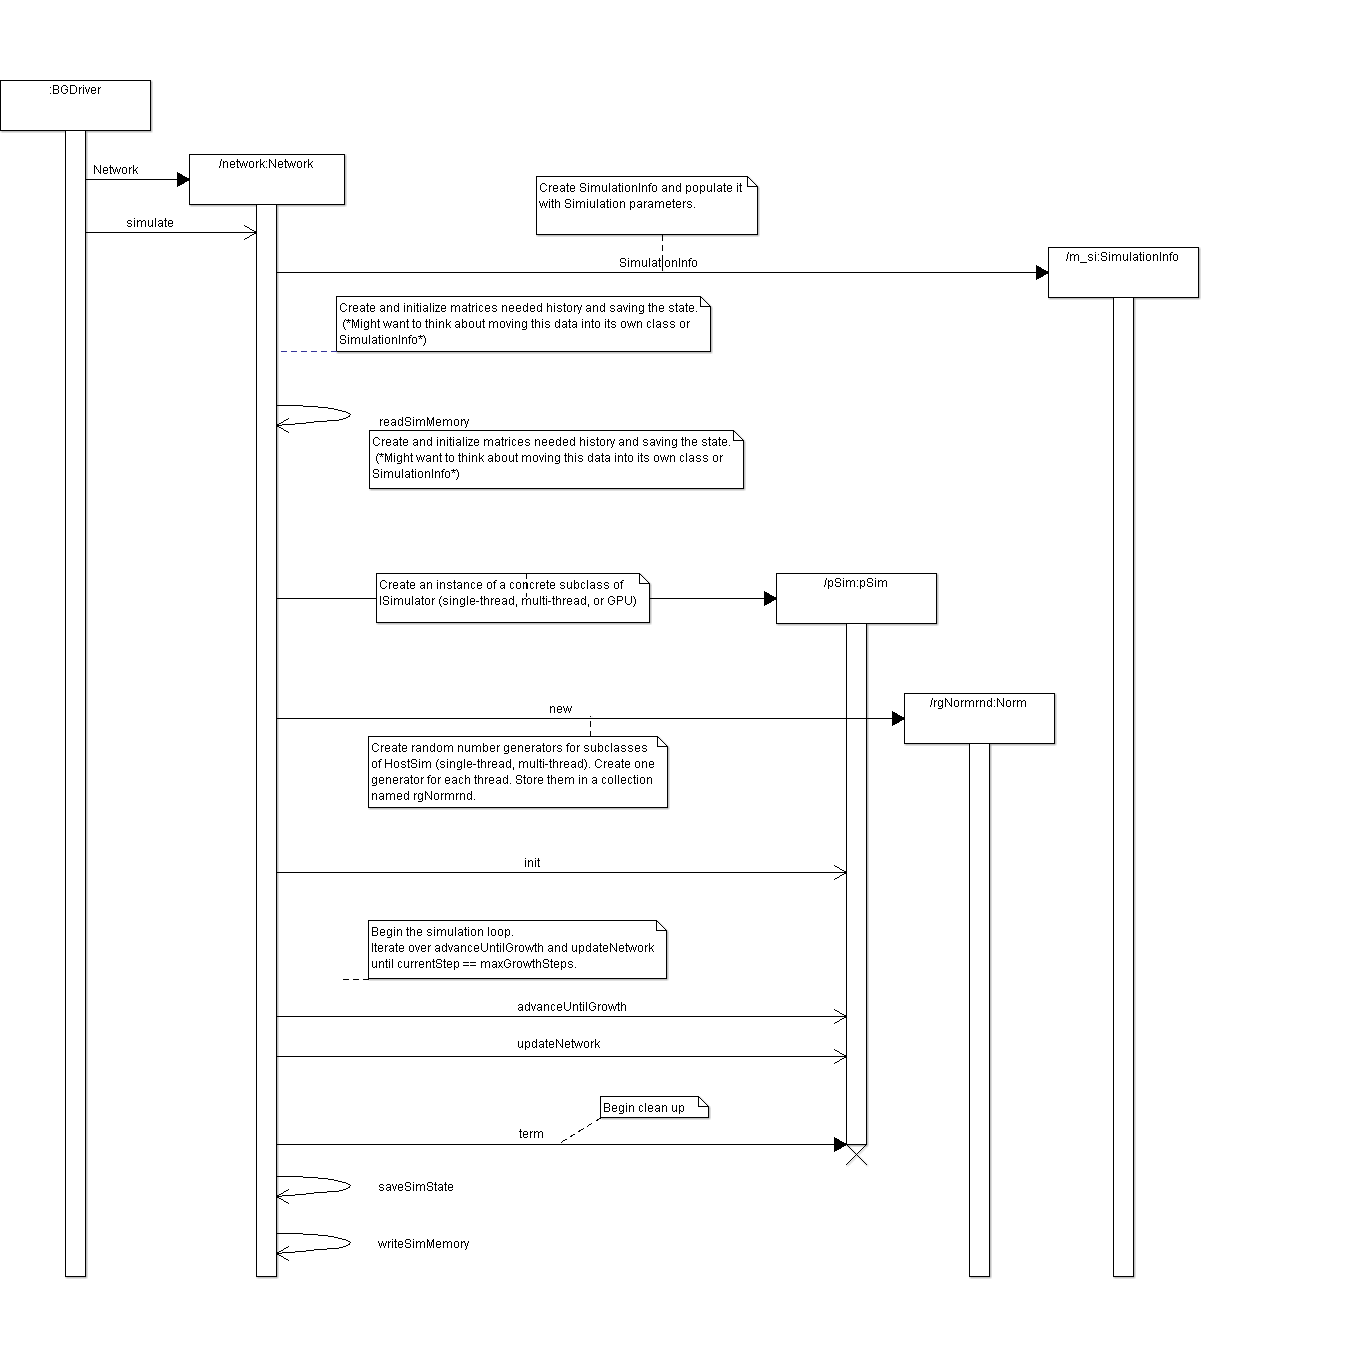 :BGDriver
Network
/network:Network
simulate
Create SimulationInfo and populate it
with Simiulation parameters.
SimulationInfo
/m_si:SimulationInfo
Create and initialize matrices needed history and saving the state.
(*Might want to think about moving this data into its own class or
SimulationInfo*)
readSimMemory
Create and initialize matrices needed history and saving the state.
(*Might want to think about moving this data into its own class or
SimulationInfo*)
Create an instance of a concrete subclass of
ISimulator (single-thread, multi-thread, or GPU)
/pSim:pSim
new
/rgNormrnd:Norm
Create random number generators for subclasses
of HostSim (single-thread, multi-thread). Create one
generator for each thread. Store them in a collection
named rgNormrnd.
init
Begin the simulation loop.
Iterate over advanceUntilGrowth and updateNetwork
until currentStep == maxGrowthSteps.
advanceUntilGrowth
updateNetwork
Begin clean up
term
saveSimState
writeSimMemory